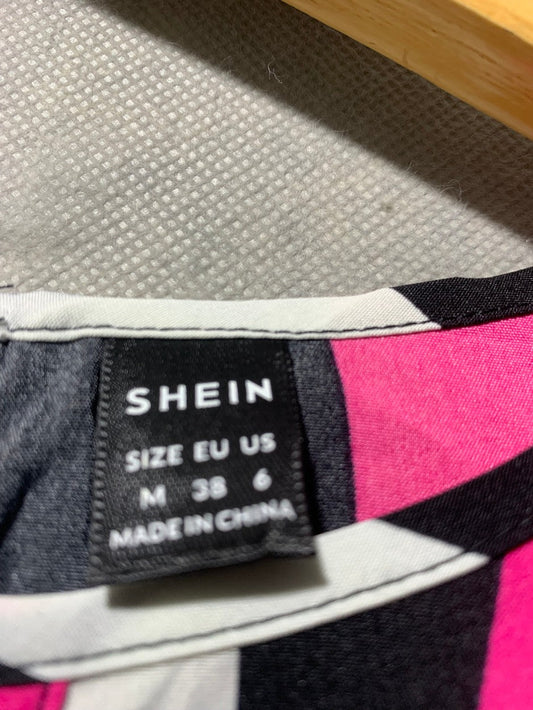 SHEIN
SIZE EU US
M 38 6
MADE IN CHINA